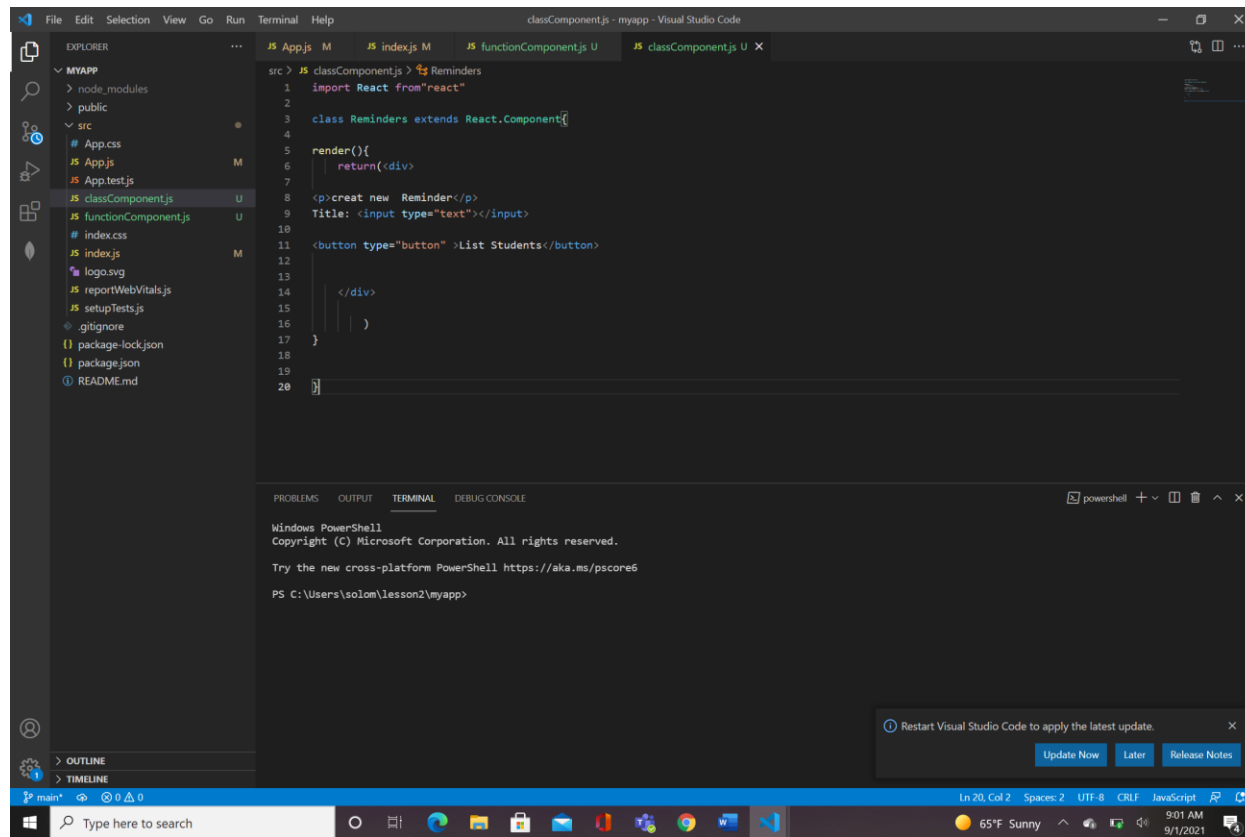 File Edit Selection View Go Run Terminal Help
classComponent.js - myapp - Visual Studio Code
EXPLORER
MYAPP
node_modules
public
src
App.css
App.js M
App.test.js
classComponent.js U
functionComponent.js U
index.css
index.js M
logo.svg
reportWebVitals.js
setupTests.js
.gitignore
package-lock.json
package.json
README.md
OUTLINE
TIMELINE
JS App.js M JS index.js M JS functionComponent.js U JS classComponent.js U
src > JS classComponent.js > Reminders
1 import React from"react"
2
3 class Reminders extends React.Component{
4
5 render(){
6 return(<div>
7
8 <p>creat new  Reminder</p>
9 Title: <input type="text"></input>
10
11 <button type="button" >List Students</button>
12
13
14 </div>
15
16 )
17 }
18
19
20 }
PROBLEMS OUTPUT TERMINAL DEBUG CONSOLE
powershell
Windows PowerShell
Copyright (C) Microsoft Corporation. All rights reserved.
Try the new cross-platform PowerShell https://aka.ms/pscore6
PS C:\Users\solom\lesson2\myapp>
Restart Visual Studio Code to apply the latest update.
Update Now Later Release Notes
main* 0 0 Ln 20, Col 2 Spaces: 2 UTF-8 CRLF JavaScript
Type here to search
65°F Sunny
9:01 AM
9/1/2021
4